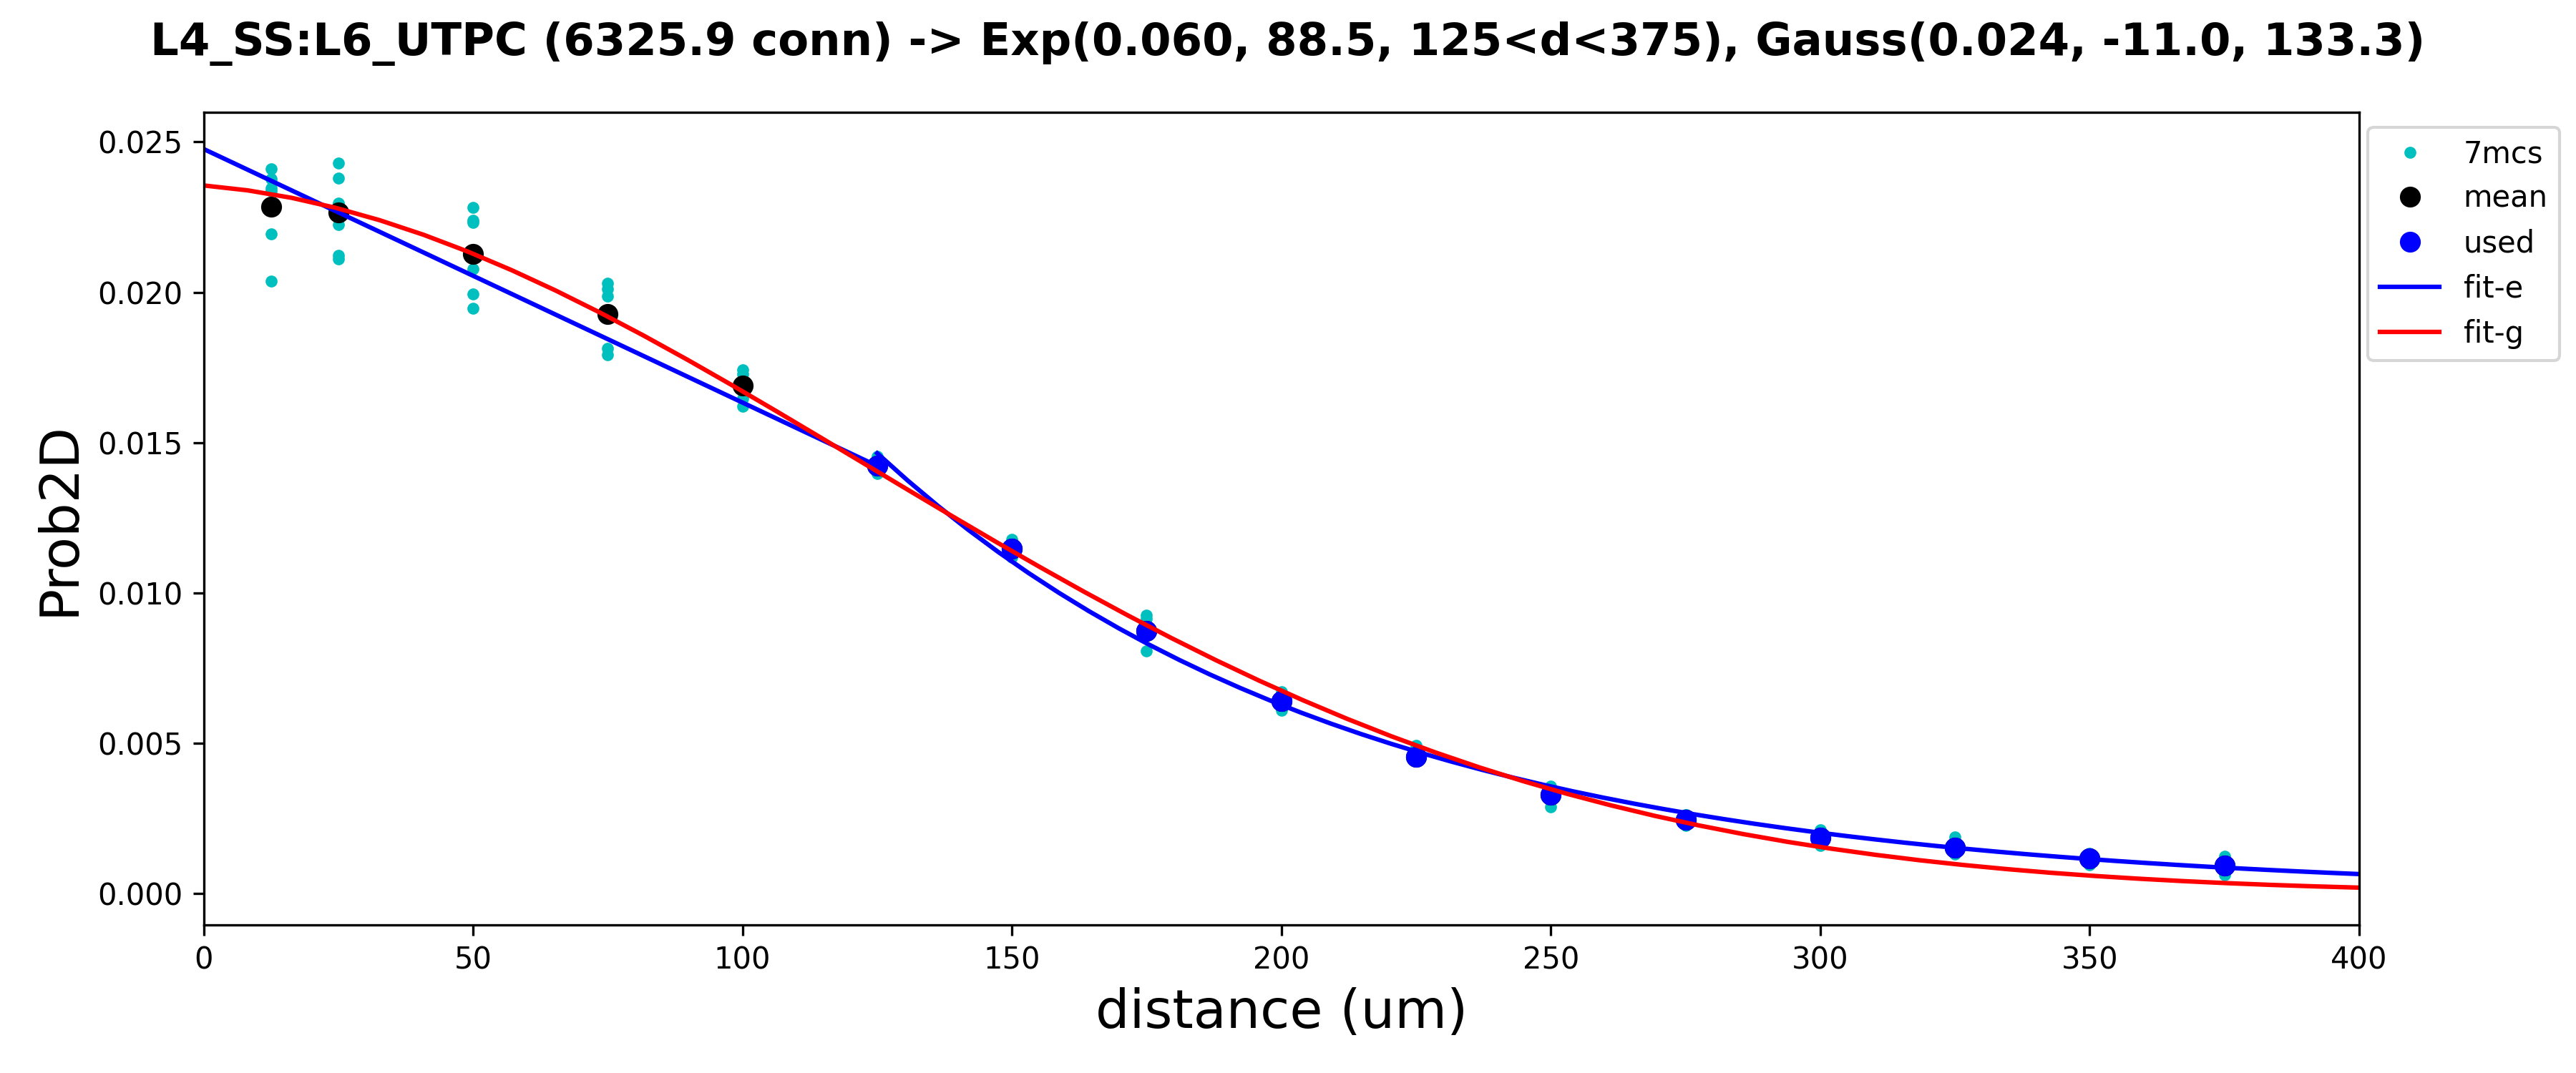 L4_SS:L6_UTPC (6325.9 conn) -> Exp(0.060, 88.5, 125<d<375), Gauss(0.024, -11.0, 133.3)
0.025
0.020
0.015
0.010
0.005
0.000
Prob2D
0 50 100 150 200 250 300 350 400
distance (um)
7mcs
mean
used
fit-e
fit-g